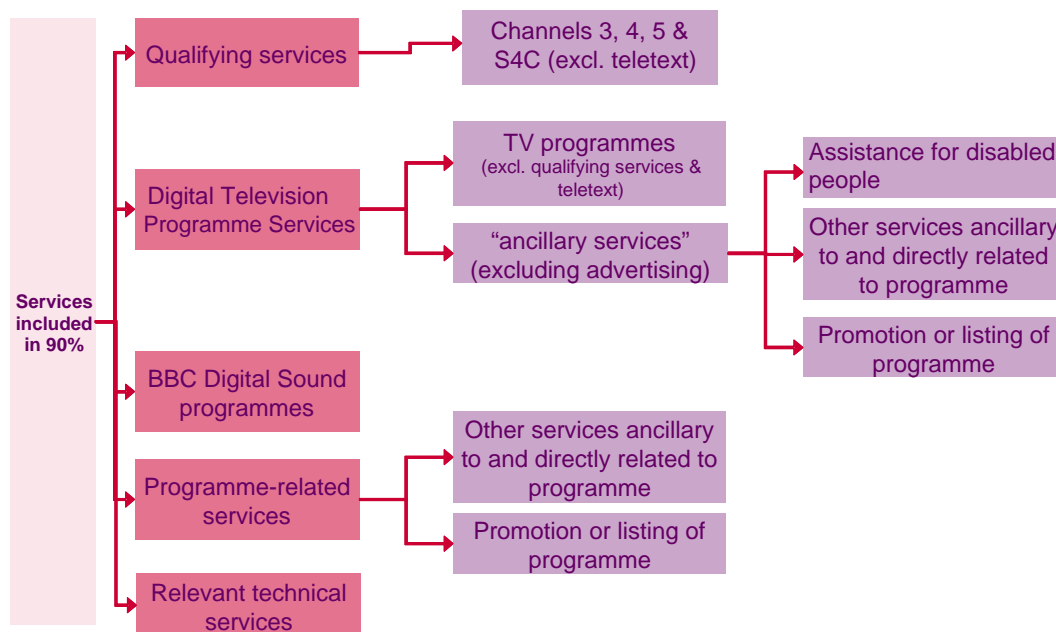 Services
included
in 90%
Qualifying services
Channels 3, 4, 5 &
S4C (excl. teletext)
Digital Television
Programme Services
TV programmes
(excl. qualifying services &
teletext)
“ancillary services”
(excluding advertising)
Assistance for disabled
people
Other services ancillary
to and directly related
to programme
Promotion or listing of
programme
BBC Digital Sound
programmes
Programme-related
services
Other services ancillary
to and directly related to
programme
Promotion or listing of
programme
Relevant technical
services